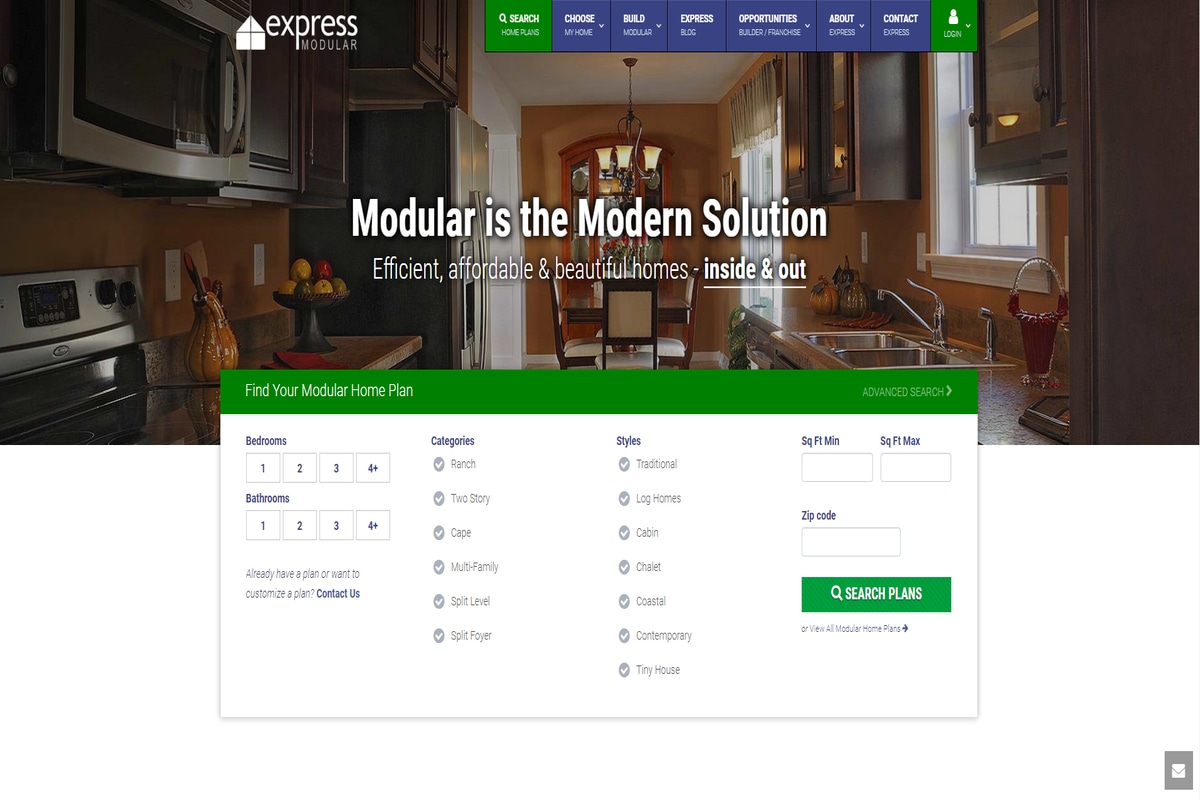 express
MODULAR
SEARCH
HOME PLANS
CHOOSE
MY HOME
BUILD
MODULAR
EXPRESS
BLOG
OPPORTUNITIES
BUILDER / FRANCHISE
ABOUT
EXPRESS
CONTACT
EXPRESS
LOGIN
Modular is the Modern Solution
Efficient, affordable & beautiful homes - inside & out
Find Your Modular Home Plan
ADVANCED SEARCH
Bedrooms
1 2 3 4+
Bathrooms
1 2 3 4+
Already have a plan or want to
customize a plan? Contact Us
Categories
Ranch
Two Story
Cape
Multi-Family
Split Level
Split Foyer
Styles
Traditional
Log Homes
Cabin
Chalet
Coastal
Contemporary
Tiny House
Sq Ft Min Sq Ft Max
Zip code
SEARCH PLANS
or View All Modular Home Plans